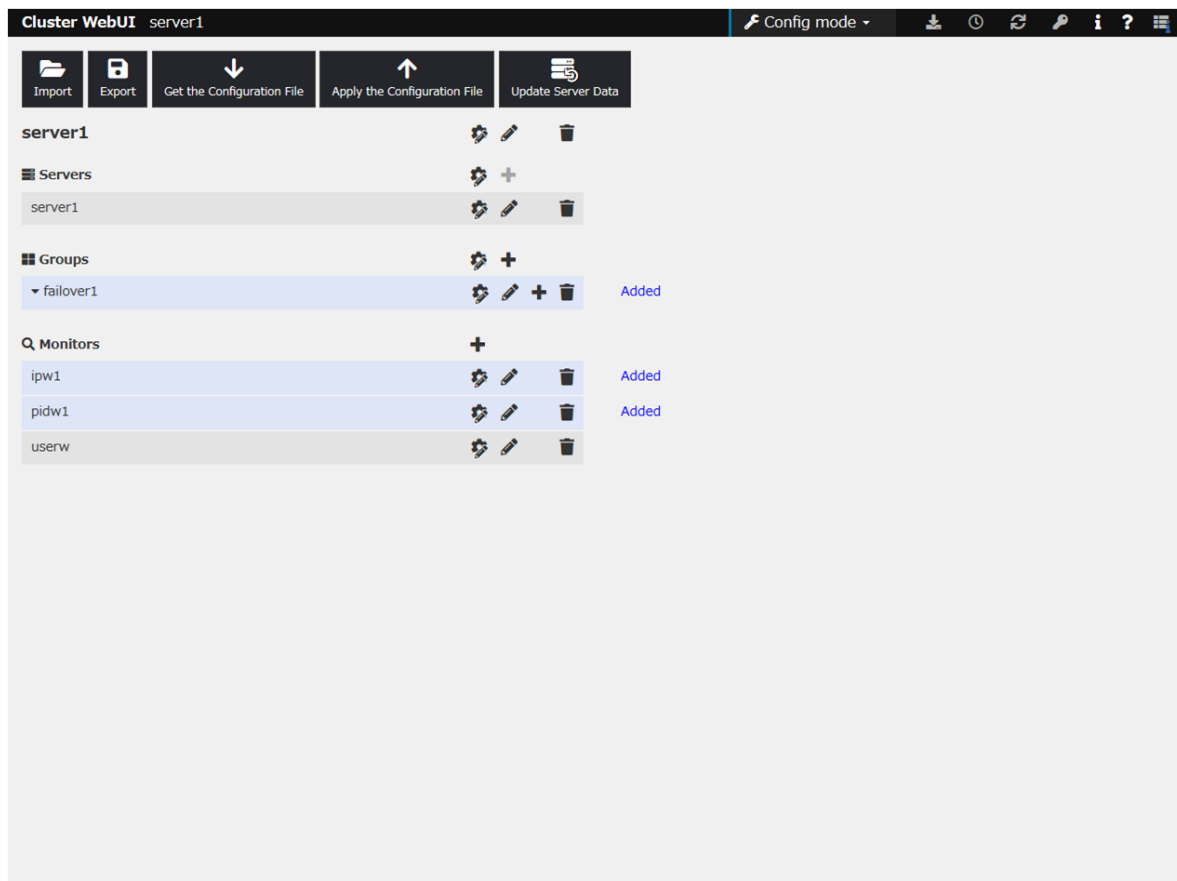 Cluster WebUI server1 Config mode
Import Export Get the Configuration File Apply the Configuration File Update Server Data
server1
Servers
server1
Groups
failover1 Added
Monitors
ipw1 Added
pidw1 Added
userw